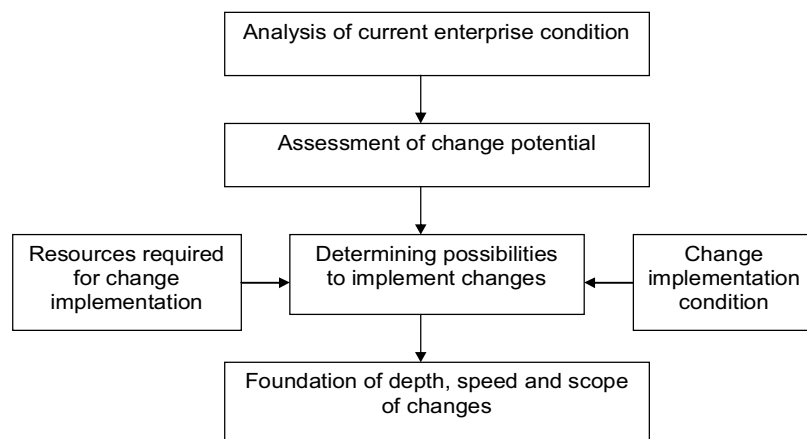 Analysis of current enterprise condition
Assessment of change potential
Resources required
for change
implementation
Determining possibilities
to implement changes
Change
implementation
condition
Foundation of depth, speed and scope
of changes